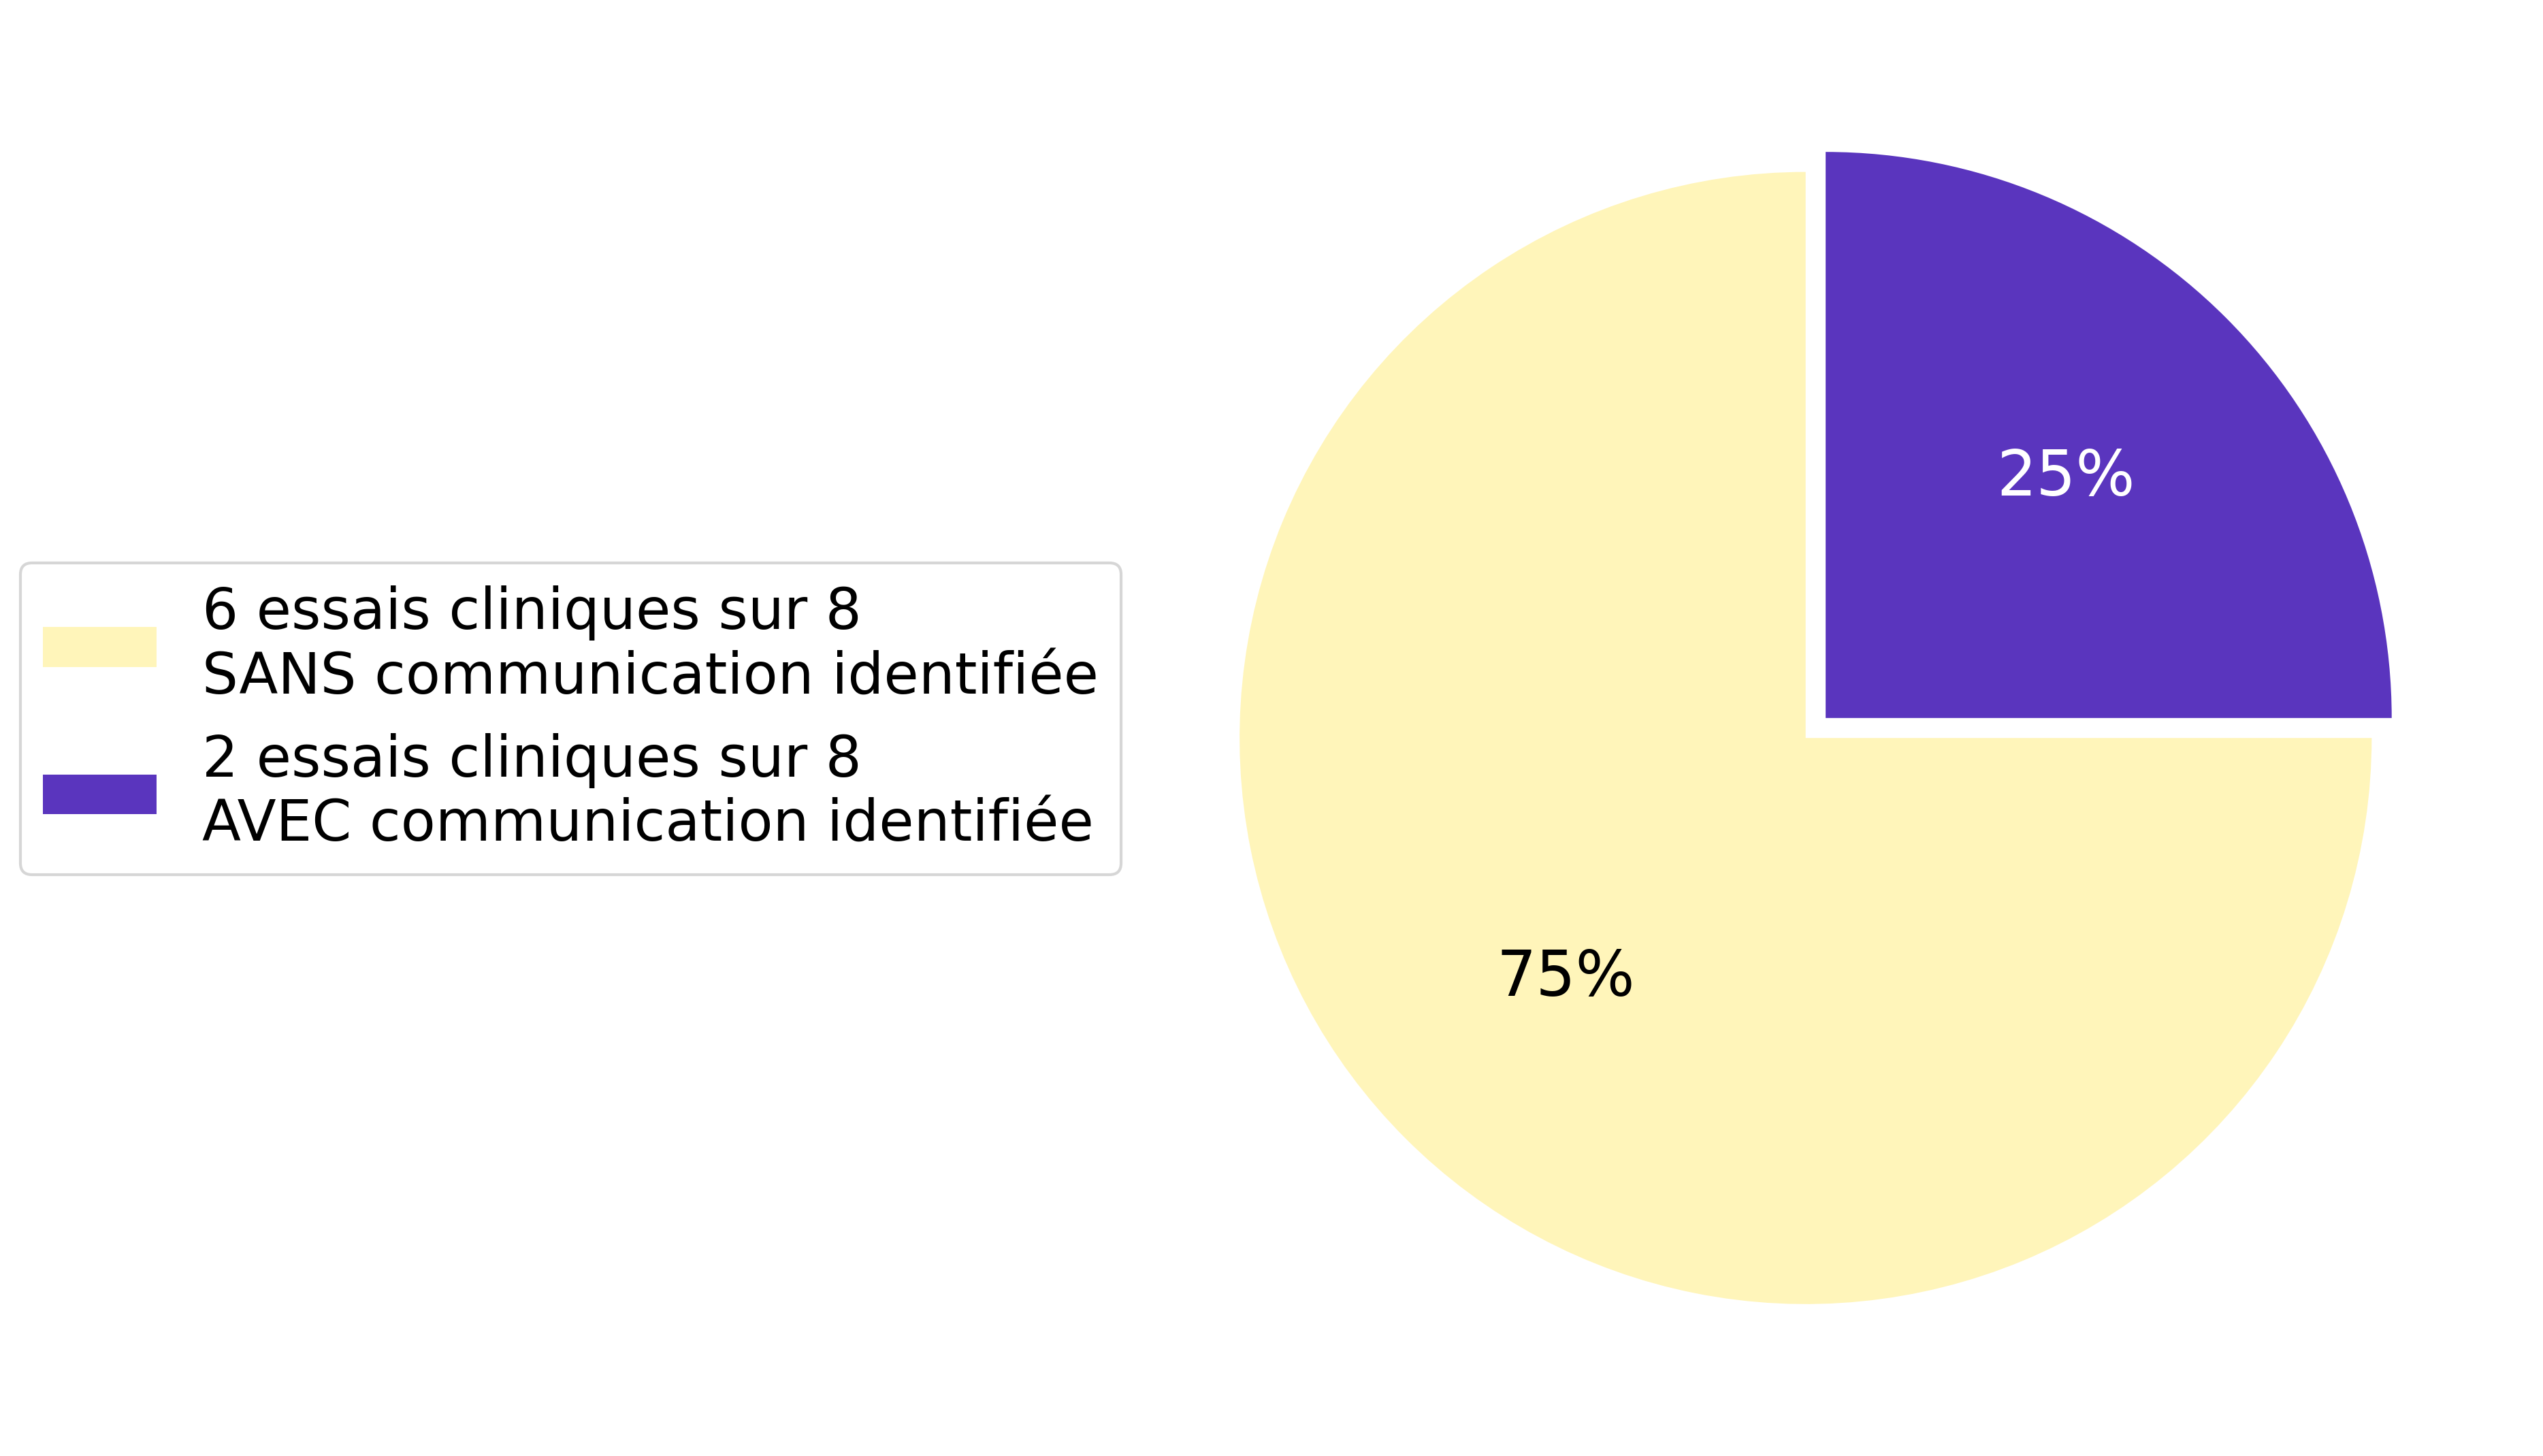 6 essais cliniques sur 8
SANS communication identifiée
2 essais cliniques sur 8
AVEC communication identifiée
25%
75%